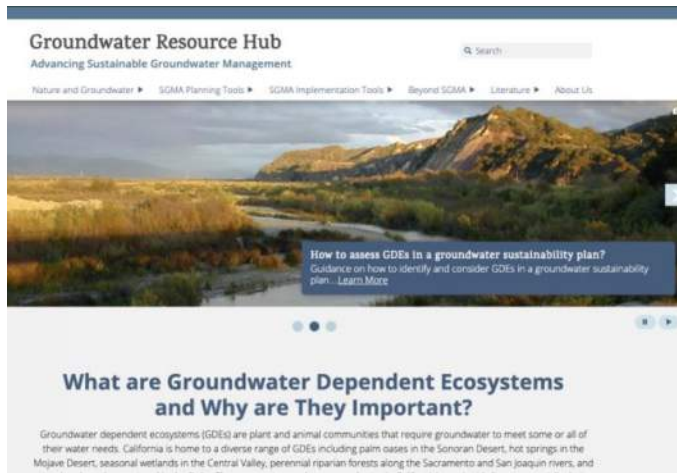 Groundwater Resource Hub
Search
Advancing Sustainable Groundwater Management
Nature and Groundwater ▶ SGMA Planning Tools ▶ SGMA Implementation Tools ▶ Beyond SGMA ▶ Literature ▶ About Us
How to assess GDEs in a groundwater sustainability plan?
Guidance on how to identify and consider GDEs in a groundwater sustainability
plan...Learn More
What are Groundwater Dependent Ecosystems
and Why are They Important?
Groundwater dependent ecosystems (GDEs) are plant and animal communities that require groundwater to meet some or all of
their water needs. California is home to a diverse range of GDEs including palm oases in the Sonoran Desert, hot springs in the
Mojave Desert, seasonal wetlands in the Central Valley, perennial riparian forests along the Sacramento and San Joaquin rivers, and